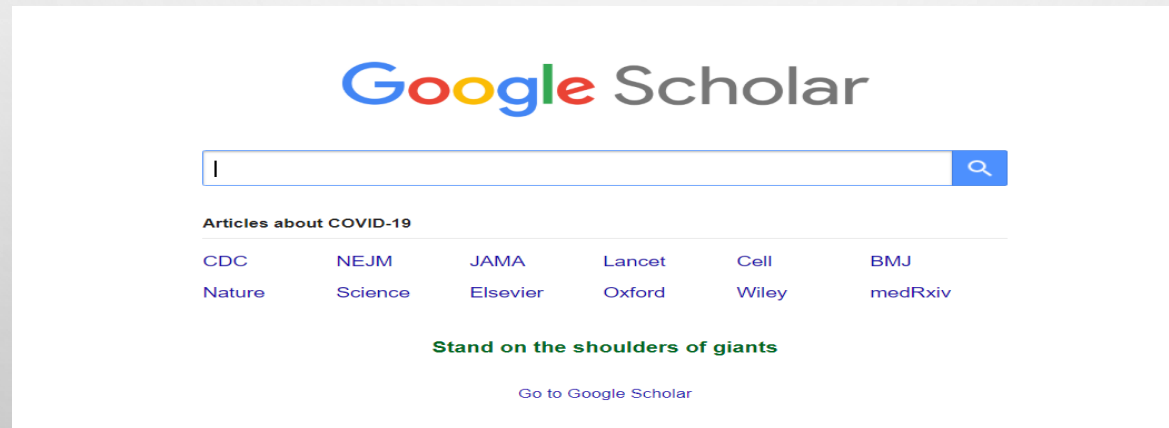 Google Scholar
Articles about COVID-19
CDC NEJM JAMA Lancet Cell BMJ
Nature Science Elsevier Oxford Wiley medRxiv
Stand on the shoulders of giants
Go to Google Scholar